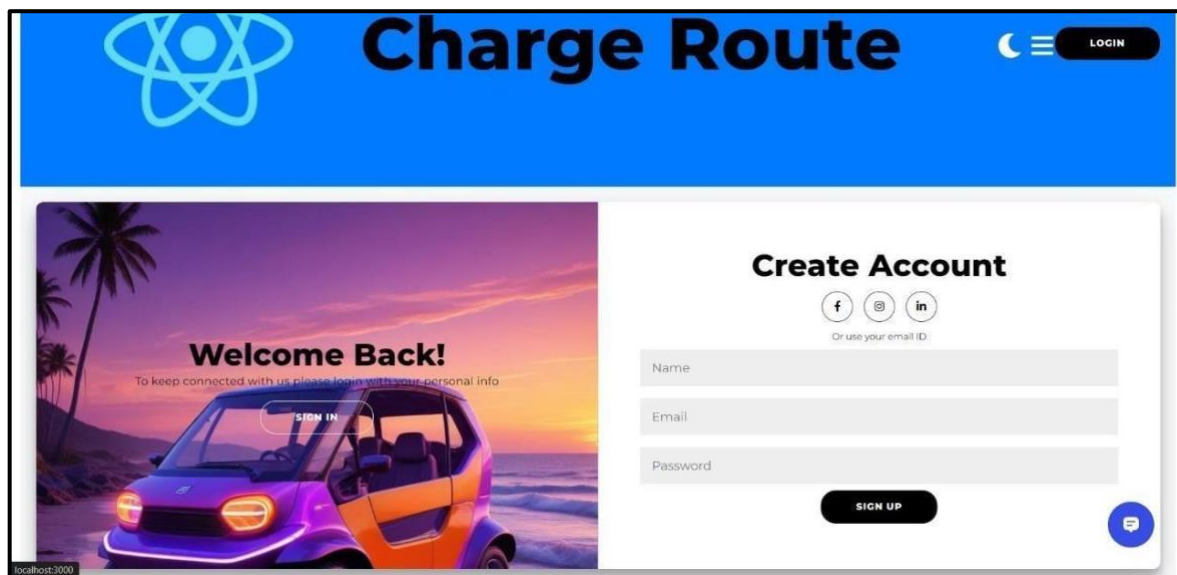 Charge Route
LOGIN
Welcome Back!
To keep connected with us please login with your personal info
SIGN IN
Create Account
f
in
Or use your email ID
Name
Email
Password
SIGN UP
localhost:3000